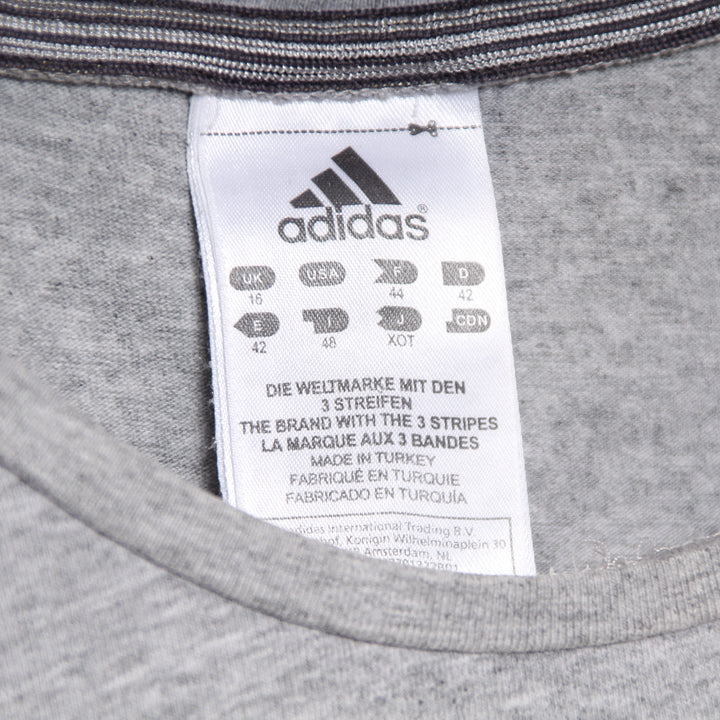 adidas®
UK USA F D
16 44 42
E I J CDN
42 48 XOT
DIE WELTMARKE MIT DEN
3 STREIFEN
THE BRAND WITH THE 3 STRIPES
LA MARQUE AUX 3 BANDES
MADE IN TURKEY
FABRIQUÉ EN TURQUIE
FABRICADO EN TURQUÍA
adidas International Trading B.V.
Konigin Wilhelminaplein 30
Amsterdam, NL